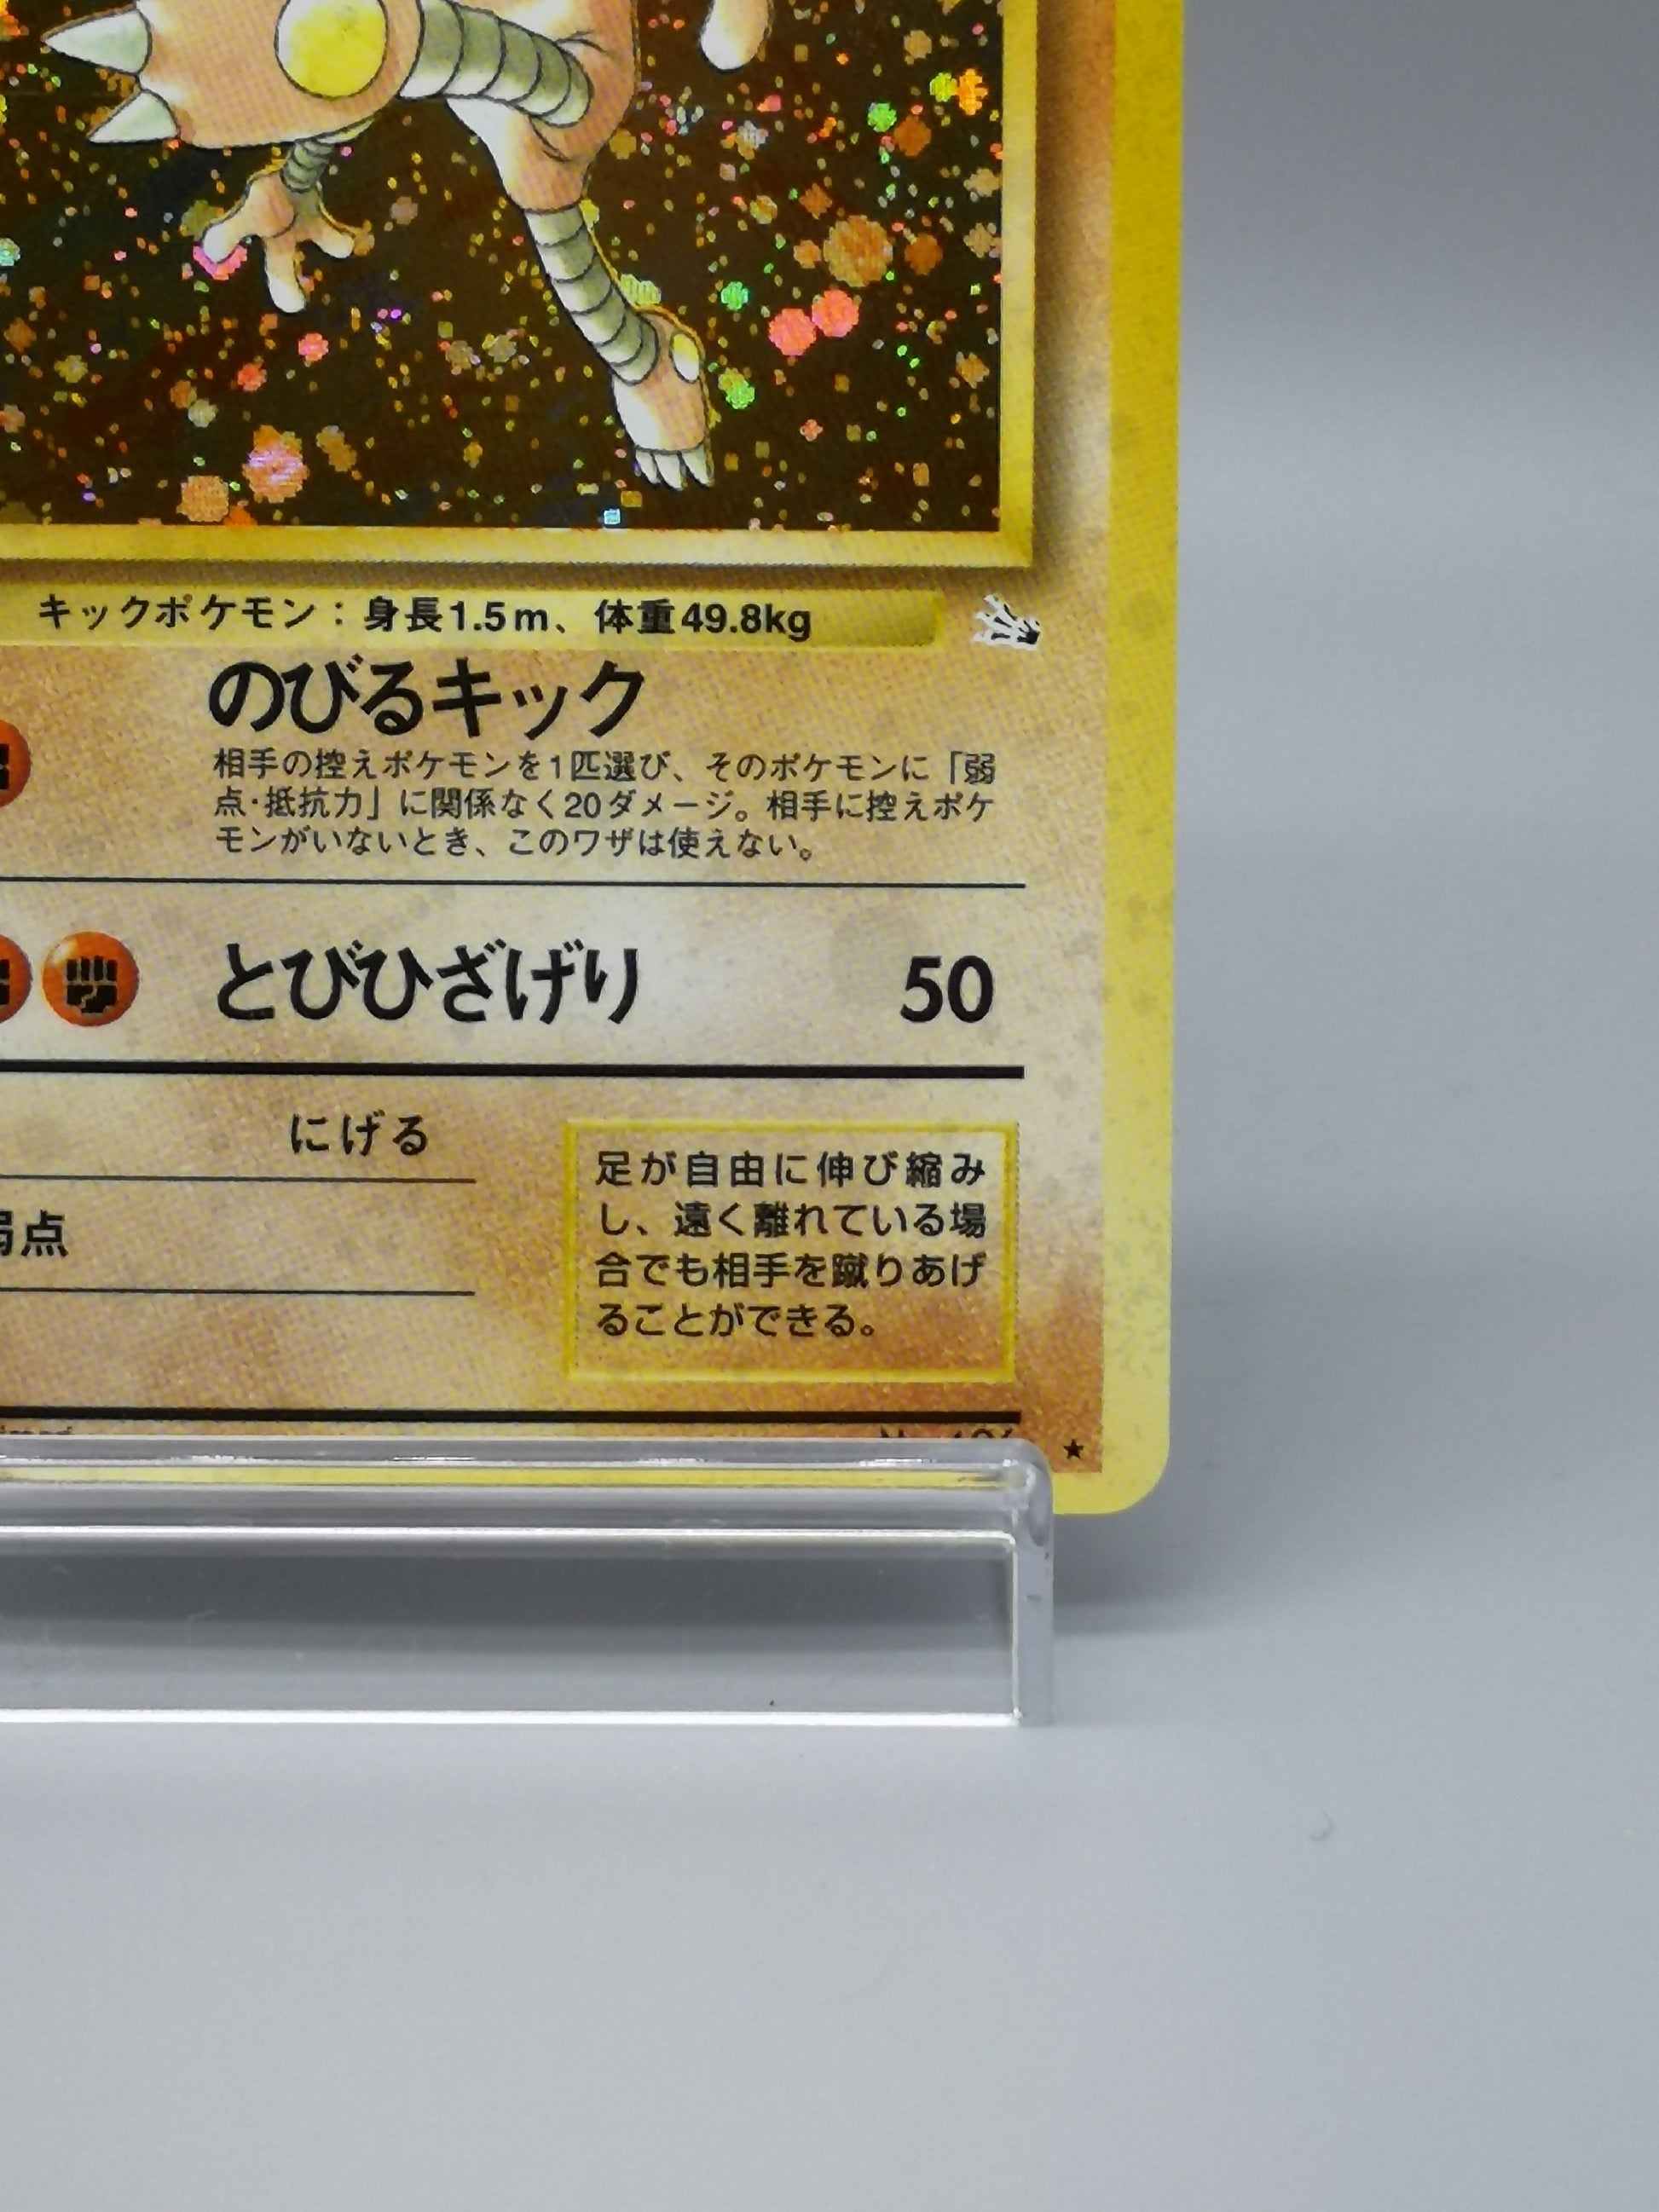 キックポケモン：身長1.5m、体重49.8kg
のびるキック
相手の控えポケモンを1匹選び、そのポケモンに「弱
点・抵抗力」に関係なく20ダメージ。相手に控えポケ
モンがいないとき、このワザは使えない。
とびひざげり 50
にげる
弱点
足が自由に伸び縮み
し、遠く離れている場
合でも相手を蹴りあげ
ることができる。
★